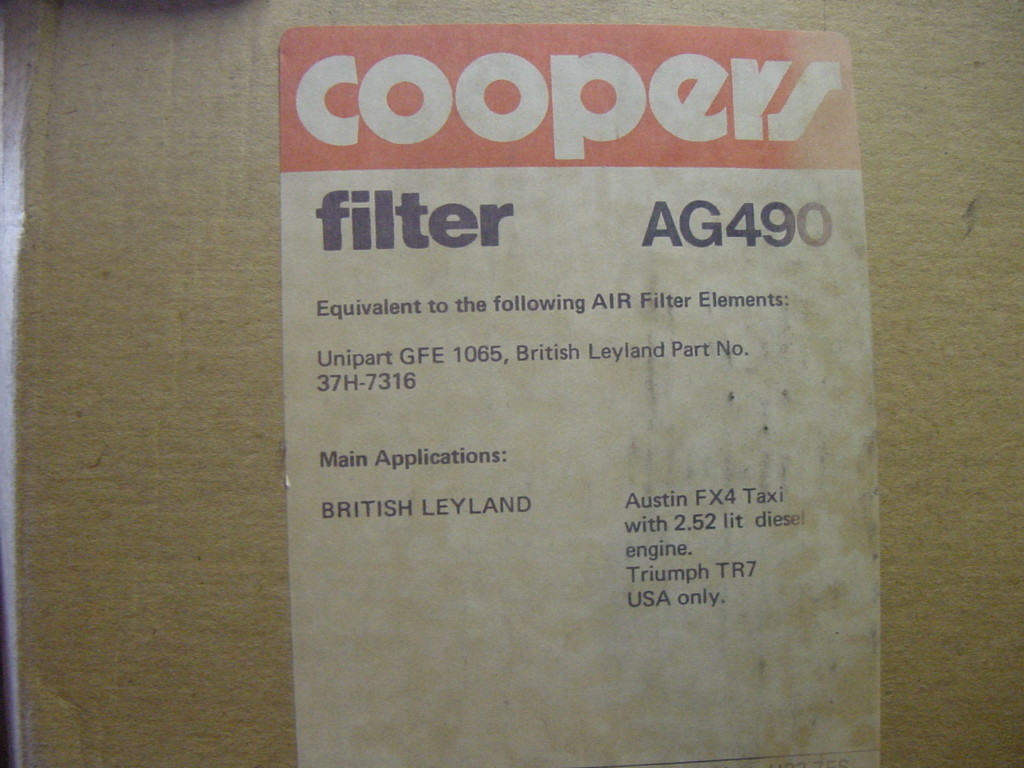 coopers
filter AG490
Equivalent to the following AIR Filter Elements:
Unipart GFE 1065, British Leyland Part No.
37H-7316
Main Applications:
BRITISH LEYLAND
Austin FX4 Taxi
with 2.52 lit diesel
engine.
Triumph TR7
USA only.